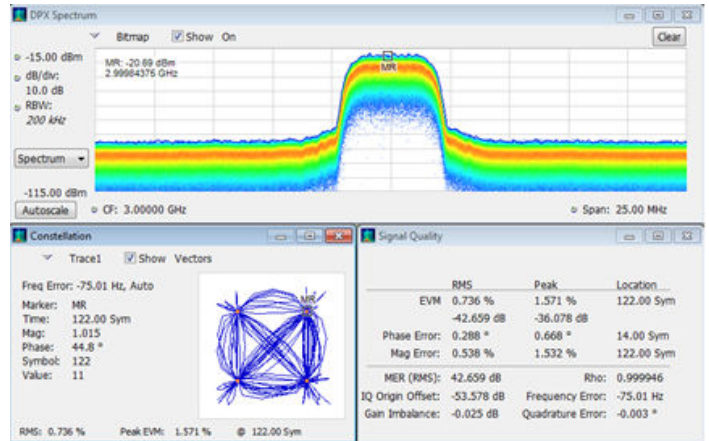 DPX Spectrum
Bitmap Show On Clear
-15.00 dBm
MR: -20.69 dBm
2.99984376 GHz
MR
dB/div:
10.0 dB
RBW:
200 kHz
Spectrum
-115.00 dBm
Autoscale CF: 3.00000 GHz Span: 25.00 MHz
Constellation
Trace1 Show Vectors
Freq Error: -75.01 Hz, Auto
Marker: MR
Time: 122.00 Sym
Mag: 1.015
Phase: 44.8 °
Symbol: 122
Value: 11
MR
RMS: 0.736 % Peak EVM: 1.571 % @ 122.00 Sym
Signal Quality
RMS Peak Location
EVM 0.736 % 1.571 % 122.00 Sym
-42.659 dB -36.078 dB
Phase Error: 0.288 ° 0.668 ° 14.00 Sym
Mag Error: 0.538 % 1.532 % 122.00 Sym
MER (RMS): 42.659 dB Rho: 0.999946
IQ Origin Offset: -53.578 dB Frequency Error: -75.01 Hz
Gain Imbalance: -0.025 dB Quadrature Error: -0.003 °